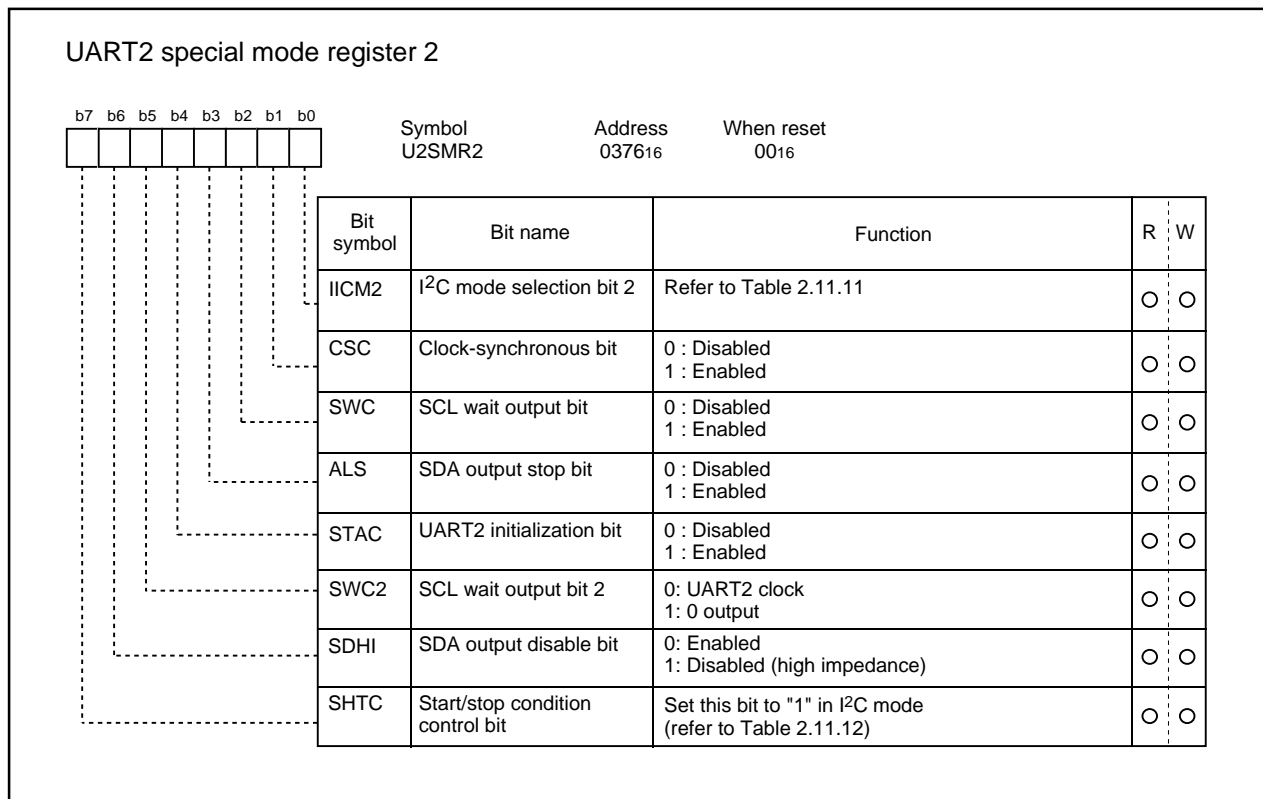 UART2 special mode register 2
b7 b6 b5 b4 b3 b2 b1 b0
Symbol Address When reset
U2SMR2 037616 0016
Bit symbol Bit name Function R W
IICM2 I2C mode selection bit 2 Refer to Table 2.11.11
CSC Clock-synchronous bit 0 : Disabled
1 : Enabled
SWC SCL wait output bit 0 : Disabled
1 : Enabled
ALS SDA output stop bit 0 : Disabled
1 : Enabled
STAC UART2 initialization bit 0 : Disabled
1 : Enabled
SWC2 SCL wait output bit 2 0: UART2 clock
1: 0 output
SDHI SDA output disable bit 0: Enabled
1: Disabled (high impedance)
SHTC Start/stop condition control bit Set this bit to "1" in I2C mode
(refer to Table 2.11.12)